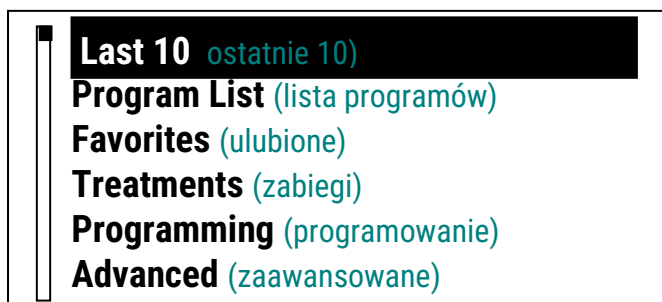 Last 10 ostatnie 10)
Program List (lista programów)
Favorites (ulubione)
Treatments (zabiegi)
Programming (programowanie)
Advanced (zaawansowane)